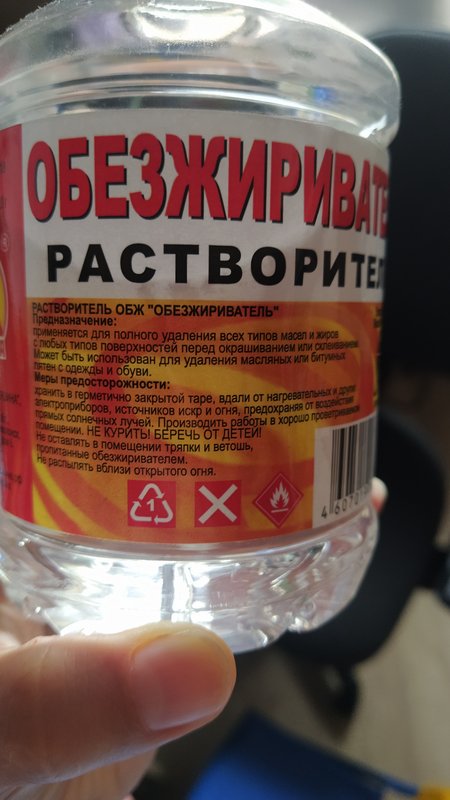 ОБЕЗЖИРИВАТЕ
РАСТВОРИТЕЛ
РАСТВОРИТЕЛЬ ОБЖ "ОБЕЗЖИРИВАТЕЛЬ"
Предназначение:
применяется для полного удаления всех типов масел и жиров
с любых типов поверхностей перед окрашиванием или склеиванием.
Может быть использован для удаления масляных или битумных
пятен с одежды и обуви.
Меры предосторожности:
хранить в герметично закрытой таре, вдали от нагревательных и других
электроприборов, источников искр и огня, предохраняя от воздействия
прямых солнечных лучей. Производить работы в хорошо проветриваемом
помещении. НЕ КУРИТЬ! БЕРЕЧЬ ОТ ДЕТЕЙ!
Не оставлять в помещении тряпки и ветошь,
пропитанные обезжиривателем.
Не распылять вблизи открытого огня.
1
4 607071